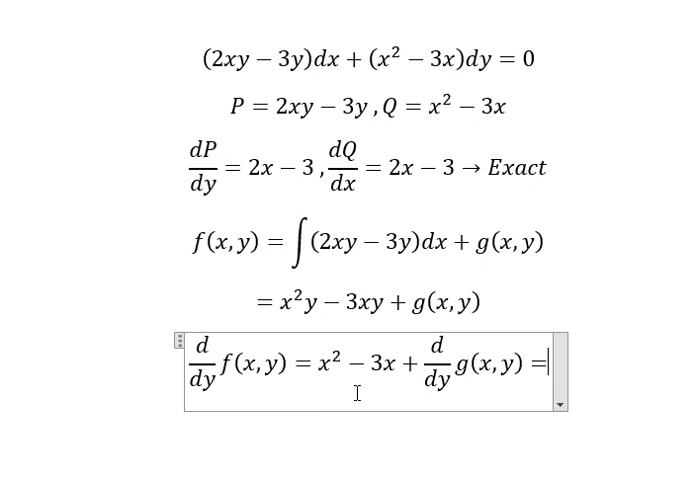 (2xy − 3y)dx + (x² − 3x)dy = 0
P = 2xy − 3y , Q = x² − 3x
dP/dy = 2x − 3 , dQ/dx = 2x − 3 → Exact
f(x, y) = ∫(2xy − 3y)dx + g(x, y)
= x²y − 3xy + g(x, y)
d/dy f(x, y) = x² − 3x + d/dy g(x, y) =